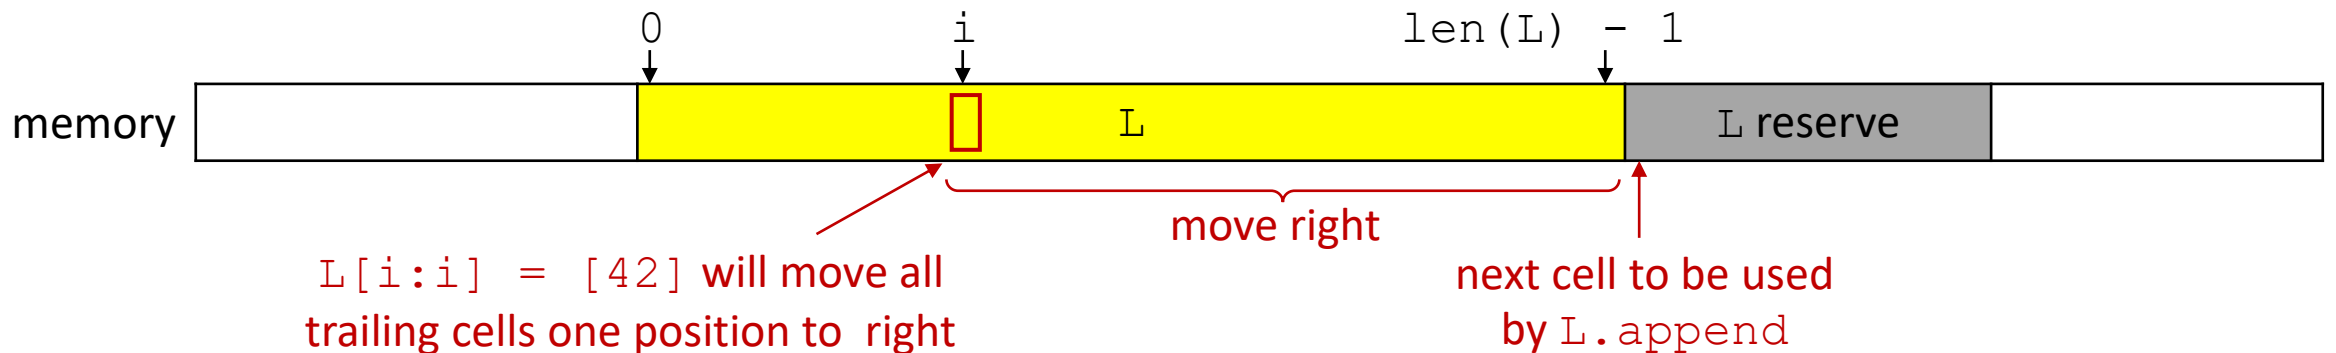 0 i len(L) - 1
memory L L reserve
move right
L[i:i] = [42] will move all
trailing cells one position to right
next cell to be used
by L.append